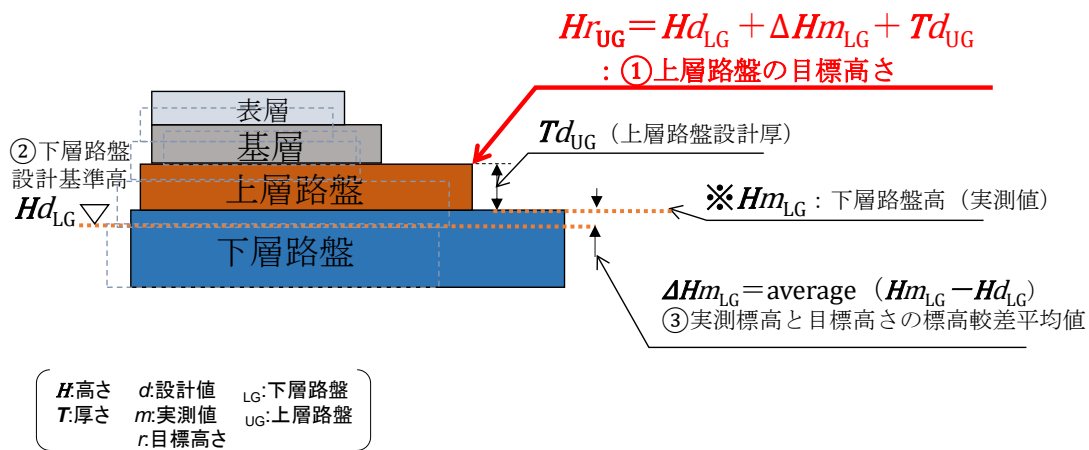 Hr_UG＝Hd_LG＋ΔHm_LG＋Td_UG
：①上層路盤の目標高さ
表層
基層
上層路盤
下層路盤
②下層路盤
設計基準高
Hd_LG
Td_UG（上層路盤設計厚）
※Hm_LG：下層路盤高（実測値）
ΔHm_LG＝average（Hm_LG－Hd_LG）
③実測標高と目標高さの標高較差平均値
H:高さ d:設計値 LG:下層路盤
T:厚さ m:実測値 UG:上層路盤
r:目標高さ